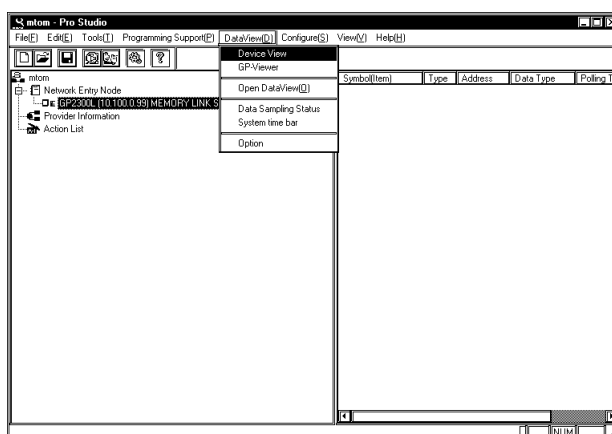 mtom - Pro Studio
File(F) Edit(E) Tools(T) Programming Support(P) DataView(D) Configure(S) View(V) Help(H)
Device View
GP-Viewer
Open DataView(O)
Data Sampling Status
System time bar
Option
mtom
Network Entry Node
GP2300L (10.100.0.99) MEMORY LINK S
Provider Information
Action List
Symbol(Item) Type Address Data Type Polling T
NUM